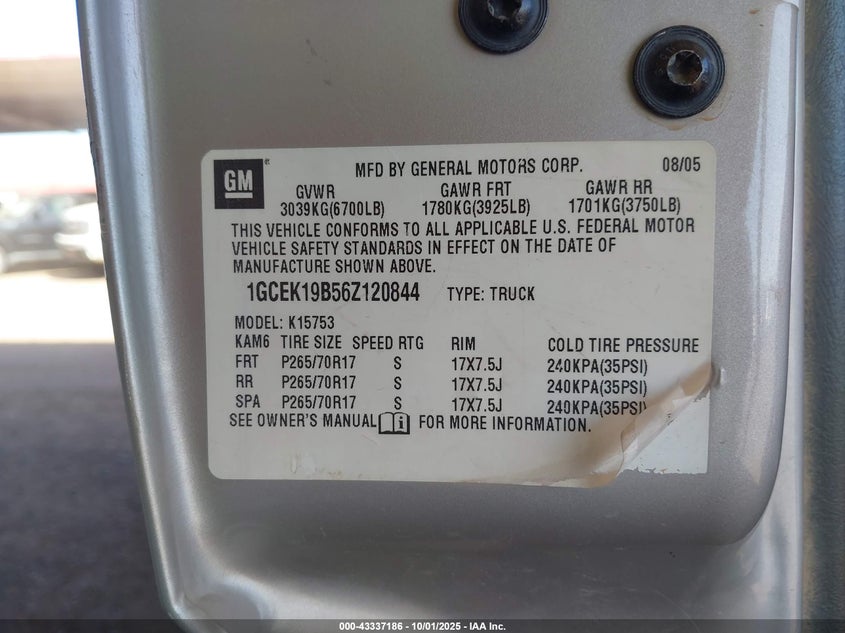 GM ® MFD BY GENERAL MOTORS CORP. 08/05
GVWR GAWR FRT GAWR RR
3039KG(6700LB) 1780KG(3925LB) 1701KG(3750LB)
THIS VEHICLE CONFORMS TO ALL APPLICABLE U.S. FEDERAL MOTOR
VEHICLE SAFETY STANDARDS IN EFFECT ON THE DATE OF
MANUFACTURE SHOWN ABOVE.
1GCEK19B56Z120844 TYPE: TRUCK
MODEL: K15753
KAM6 TIRE SIZE SPEED RTG RIM COLD TIRE PRESSURE
FRT P265/70R17 S 17X7.5J 240KPA(35PSI)
RR P265/70R17 S 17X7.5J 240KPA(35PSI)
SPA P265/70R17 S 17X7.5J 240KPA(35PSI)
SEE OWNER'S MANUAL FOR MORE INFORMATION.
000-43337186 - 10/01/2025 - IAA Inc.